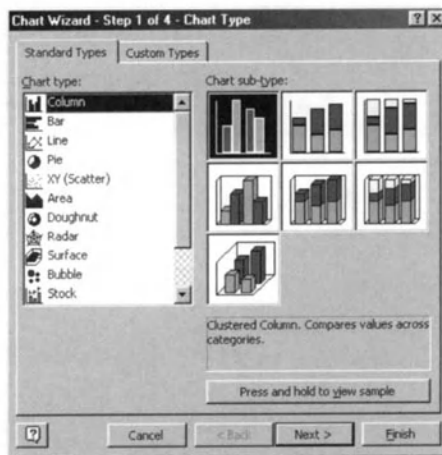 Chart Wizard - Step 1 of 4 - Chart Type
Standard Types
Custom Types
Chart type:
Column
Bar
Line
Pie
XY (Scatter)
Area
Doughnut
Radar
Surface
Bubble
Stock
Chart sub-type:
Clustered Column. Compares values across
categories.
Press and hold to view sample
Cancel
< Back
Next >
Finish